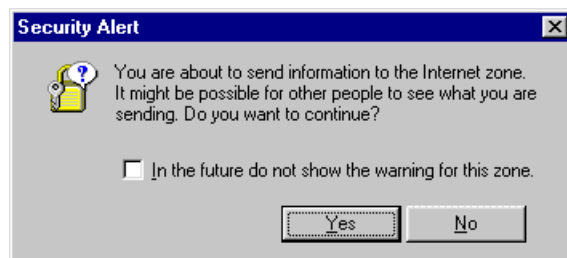 Security Alert
You are about to send information to the Internet zone.
It might be possible for other people to see what you are
sending. Do you want to continue?
In the future do not show the warning for this zone.
Yes No